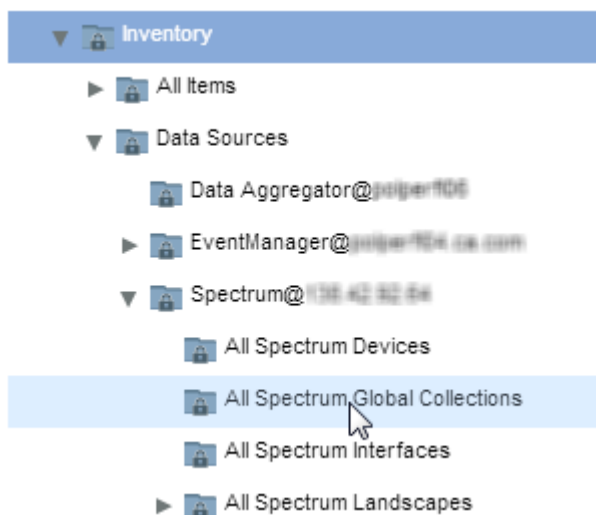 Inventory
All Items
Data Sources
Data Aggregator@
EventManager@
Spectrum@
All Spectrum Devices
All Spectrum Global Collections
All Spectrum Interfaces
All Spectrum Landscapes